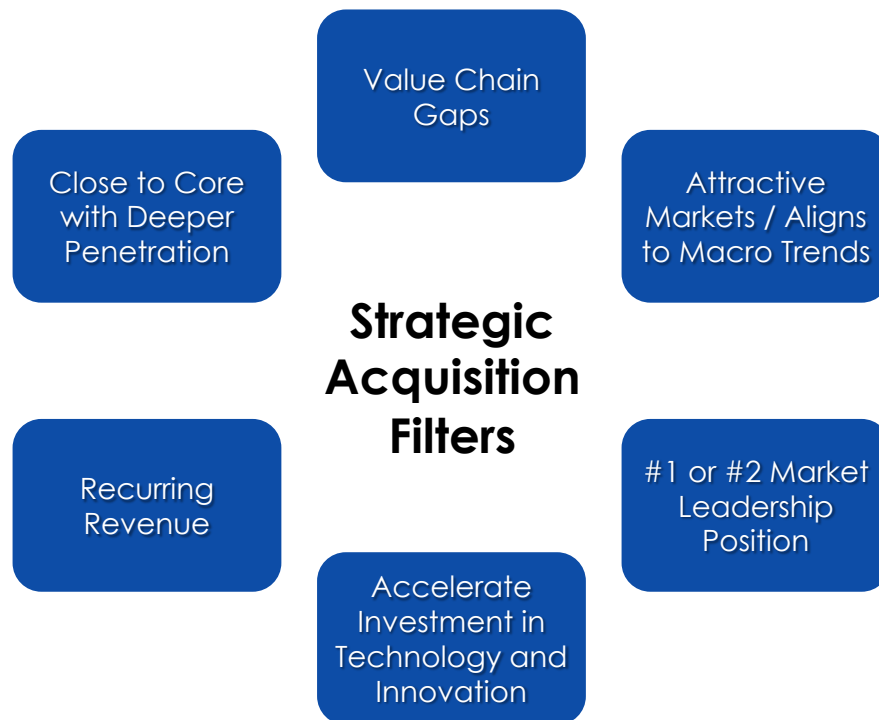 Value Chain
Gaps
Close to Core
with Deeper
Penetration
Attractive
Markets / Aligns
to Macro Trends
Strategic
Acquisition
Filters
Recurring
Revenue
#1 or #2 Market
Leadership
Position
Accelerate
Investment in
Technology and
Innovation